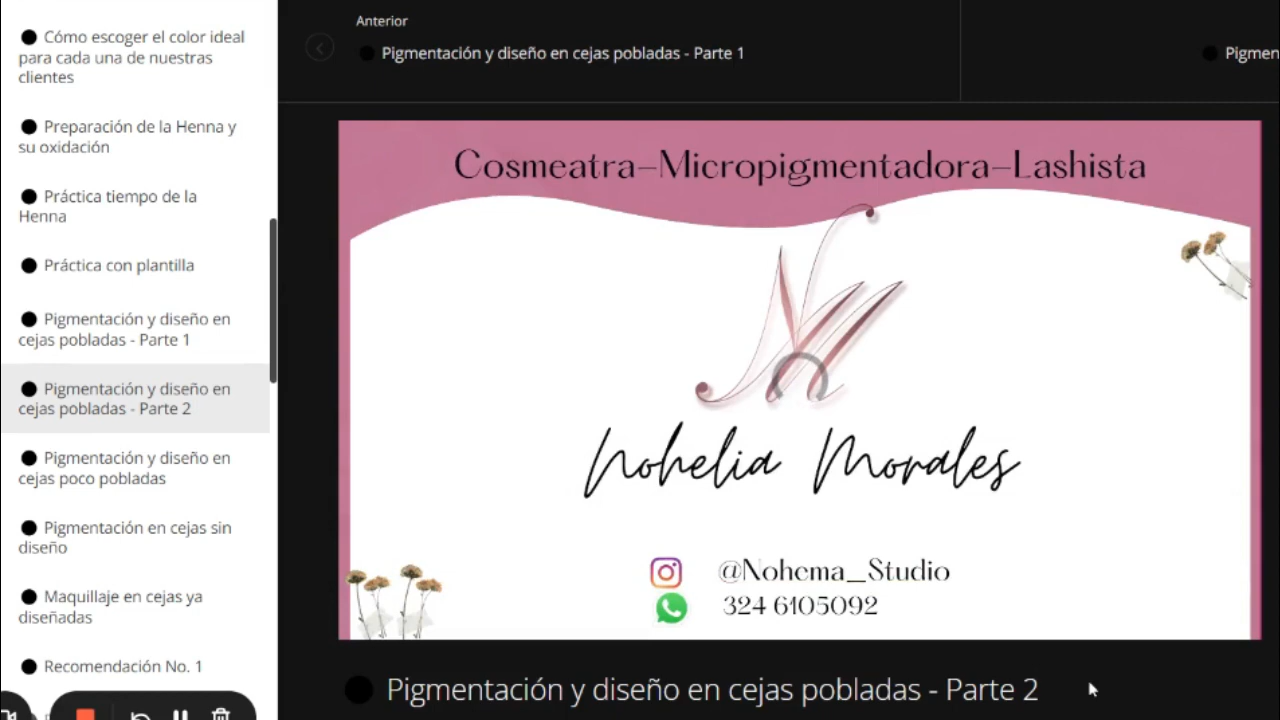 Cómo escoger el color ideal
para cada una de nuestras
clientes
Preparación de la Henna y
su oxidación
Práctica tiempo de la
Henna
Práctica con plantilla
Pigmentación y diseño en
cejas pobladas - Parte 1
Pigmentación y diseño en
cejas pobladas - Parte 2
Pigmentación y diseño en
cejas poco pobladas
Pigmentación en cejas sin
diseño
Maquillaje en cejas ya
diseñadas
Recomendación No. 1
Anterior
Pigmentación y diseño en cejas pobladas - Parte 1
Pigmen
Cosmeatra-Micropigmentadora-Lashista
NM
Nohelia Morales
@Nohema_Studio
324 6105092
Pigmentación y diseño en cejas pobladas - Parte 2